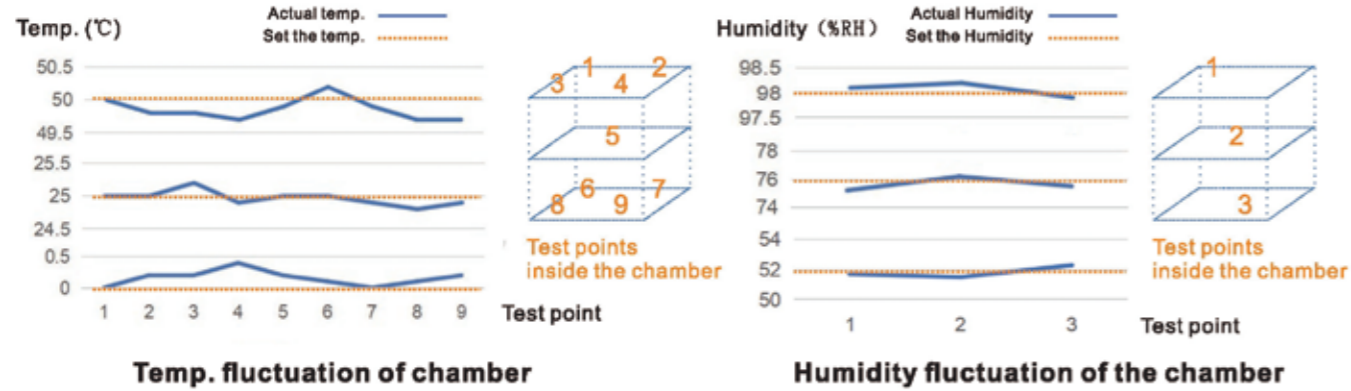 Actual temp.
Temp. (℃)
Set the temp.
50.5
50
49.5
25.5
25
24.5
0.5
0
1 2 3 4 5 6 7 8 9
Test point
1 2
3 4
5
6 7
8 9
Test points
inside the chamber
Temp. fluctuation of chamber
Actual Humidity
Humidity (%RH)
Set the Humidity
98.5
98
97.5
78
76
74
54
52
50
1 2 3
Test point
1
2
3
Test points
inside the chamber
Humidity fluctuation of the chamber